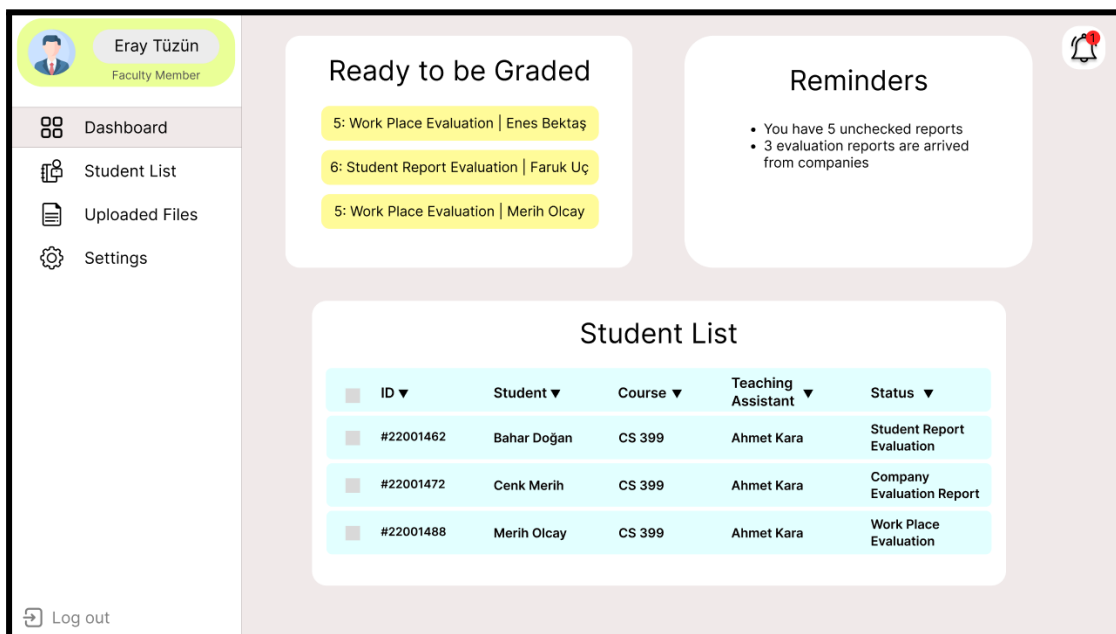 Eray Tüzün
Faculty Member
Dashboard
Student List
Uploaded Files
Settings
Log out
1
Ready to be Graded
5: Work Place Evaluation | Enes Bektaş
6: Student Report Evaluation | Faruk Uç
5: Work Place Evaluation | Merih Olcay
Reminders
• You have 5 unchecked reports
• 3 evaluation reports are arrived
from companies
Student List
ID ▼ Student ▼ Course ▼ Teaching Assistant ▼ Status ▼
#22001462 Bahar Doğan CS 399 Ahmet Kara Student Report Evaluation
#22001472 Cenk Merih CS 399 Ahmet Kara Company Evaluation Report
#22001488 Merih Olcay CS 399 Ahmet Kara Work Place Evaluation